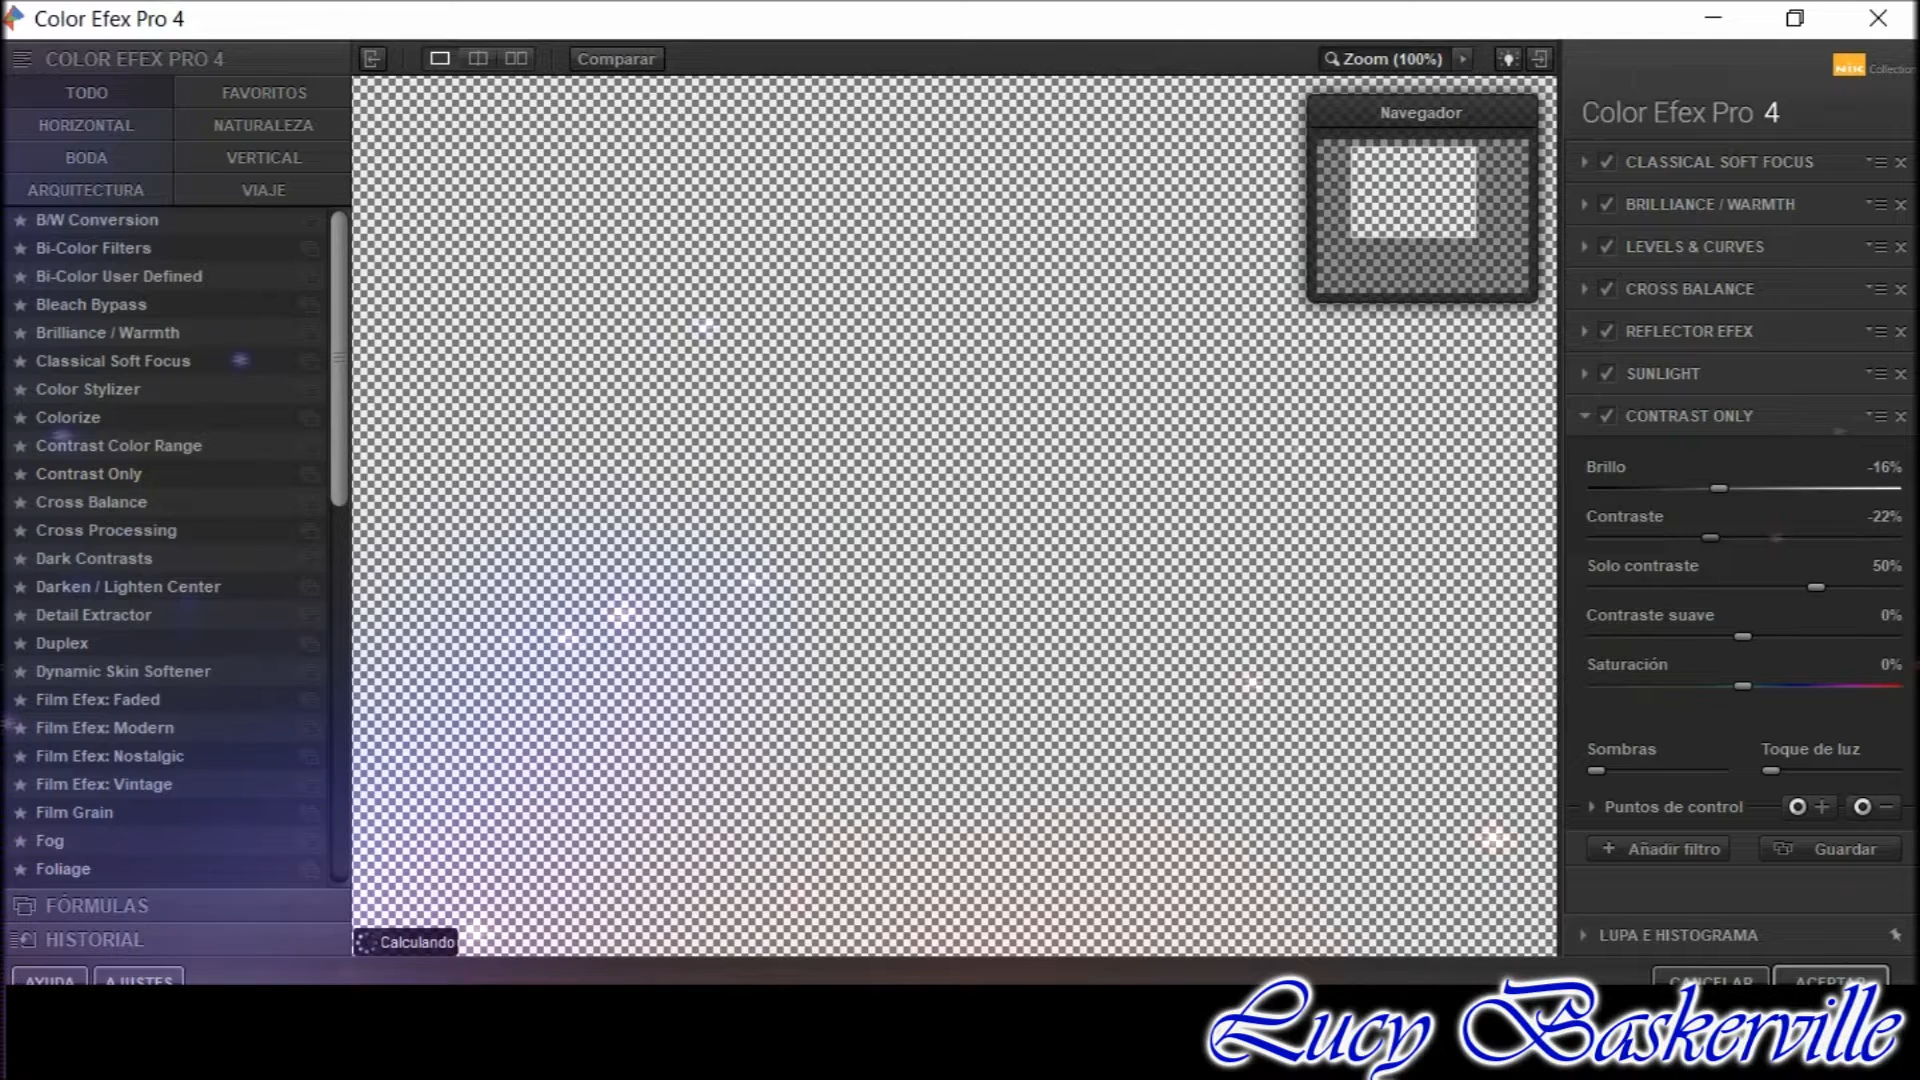 Color Efex Pro 4
COLOR EFEX PRO 4
TODO
FAVORITOS
HORIZONTAL
NATURALEZA
BODA
VERTICAL
ARQUITECTURA
VIAJE
B/W Conversion
Bi-Color Filters
Bi-Color User Defined
Bleach Bypass
Brilliance / Warmth
Classical Soft Focus
Color Stylizer
Colorize
Contrast Color Range
Contrast Only
Cross Balance
Cross Processing
Dark Contrasts
Darken / Lighten Center
Detail Extractor
Duplex
Dynamic Skin Softener
Film Efex: Faded
Film Efex: Modern
Film Efex: Nostalgic
Film Efex: Vintage
Film Grain
Fog
Foliage
FÓRMULAS
HISTORIAL
AYUDA
AJUSTES
Comparar
Zoom (100%)
Navegador
Calculando
Nik Collection
Color Efex Pro 4
CLASSICAL SOFT FOCUS
BRILLIANCE / WARMTH
LEVELS & CURVES
CROSS BALANCE
REFLECTOR EFEX
SUNLIGHT
CONTRAST ONLY
Brillo -16%
Contraste -22%
Solo contraste 50%
Contraste suave 0%
Saturación 0%
Sombras Toque de luz
Puntos de control
+ Añadir filtro
Guardar
LUPA E HISTOGRAMA
CANCELAR
ACEPTAR
Lucy Baskerville